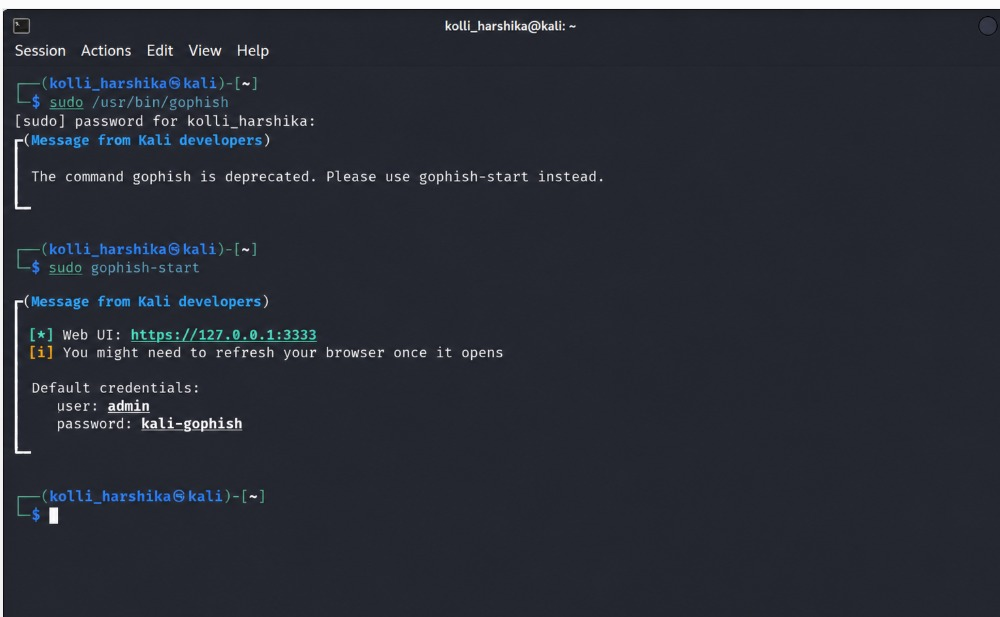 kolli_harshika@kali: ~
Session Actions Edit View Help
┌──(kolli_harshika㉿kali)-[~]
└─$ sudo /usr/bin/gophish
[sudo] password for kolli_harshika:
┏(Message from Kali developers)
┃
┃ The command gophish is deprecated. Please use gophish-start instead.
┗━
┌──(kolli_harshika㉿kali)-[~]
└─$ sudo gophish-start
┏(Message from Kali developers)
┃
┃ [*] Web UI: https://127.0.0.1:3333
┃ [i] You might need to refresh your browser once it opens
┃
┃ Default credentials:
┃ user: admin
┃ password: kali-gophish
┗━
┌──(kolli_harshika㉿kali)-[~]
└─$